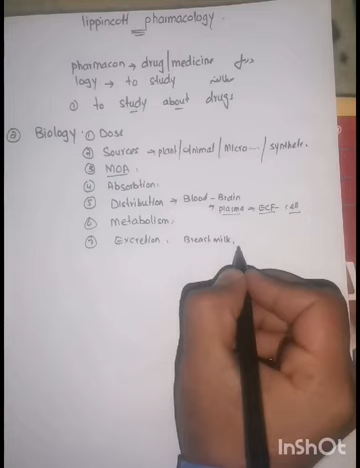 lippincott pharmacology
pharmacon → drug/medicine
logy → to study
① to study about drugs
② Biology ① Dose
② Sources → plant/animal/Micro---/synthetic.
③ MOA.
④ Absorption.
⑤ Distribution → Blood - Brain
→ plasma → ECF cell
⑥ Metabolism.
⑦ Excretion. Breast milk,
InShOt